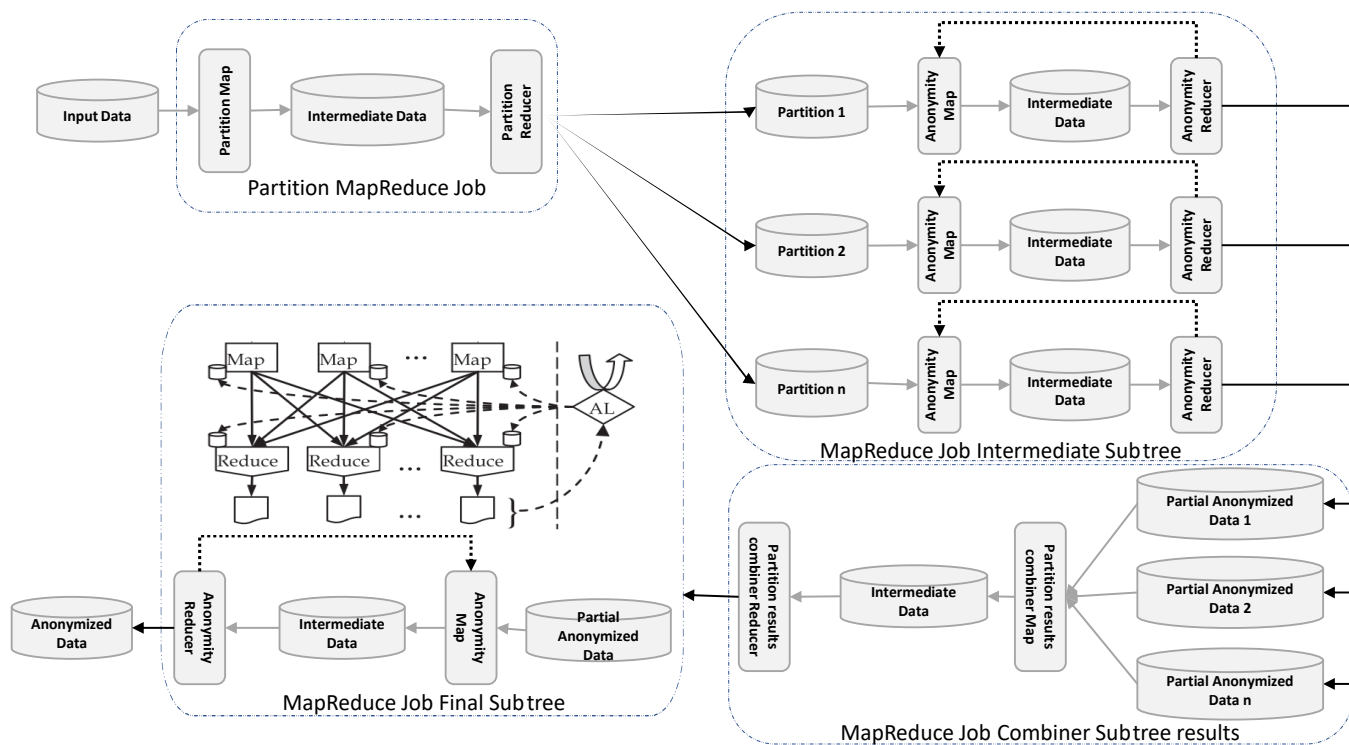 Input Data
Partition Map
Intermediate Data
Partition
Reducer
Partition MapReduce Job
Partition 1
Anonymity
Map
Intermediate
Data
Anonymity
Reducer
Partition 2
Anonymity
Map
Intermediate
Data
Anonymity
Reducer
Partition n
Anonymity
Map
Intermediate
Data
Anonymity
Reducer
MapReduce Job Intermediate Subtree
Partial Anonymized
Data 1
Partial Anonymized
Data 2
Partial Anonymized
Data n
Partition results
combiner Map
Intermediate
Data
Partition results
combiner Reducer
MapReduce Job Combiner Subtree results
Map Map ... Map
AL
Reduce Reduce ... Reduce
... }
Partial
Anonymized
Data
Anonymity
Map
Intermediate
Data
Anonymity
Reducer
Anonymized
Data
MapReduce Job Final Subtree